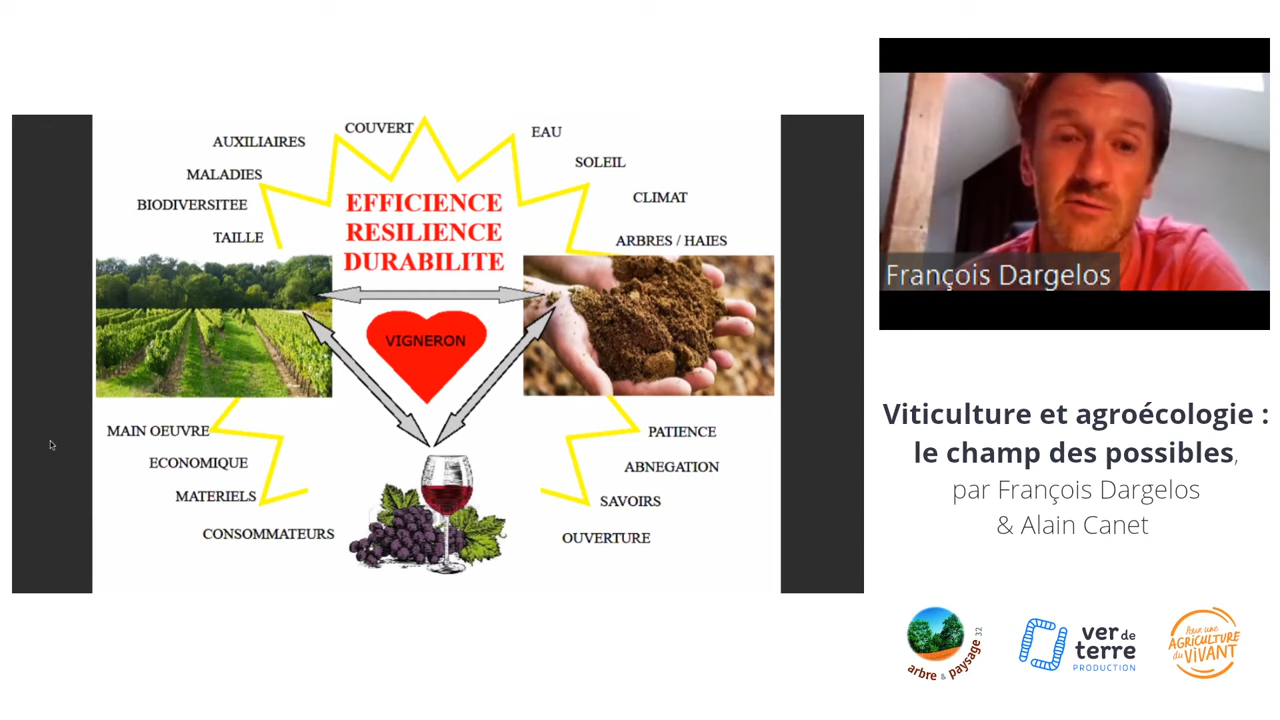 COUVERT
EAU
AUXILIAIRES
SOLEIL
MALADIES
CLIMAT
BIODIVERSITEE
TAILLE
ARBRES / HAIES
EFFICIENCE
RESILIENCE
DURABILITE
VIGNERON
MAIN OEUVRE
PATIENCE
ECONOMIQUE
ABNEGATION
MATERIELS
SAVOIRS
CONSOMMATEURS
OUVERTURE
François Dargelos
Viticulture et agroécologie :
le champ des possibles,
par François Dargelos
& Alain Canet
arbre & paysage 32
ver de
terre
PRODUCTION
Pour une
AGRICULTURE
du ViVANT